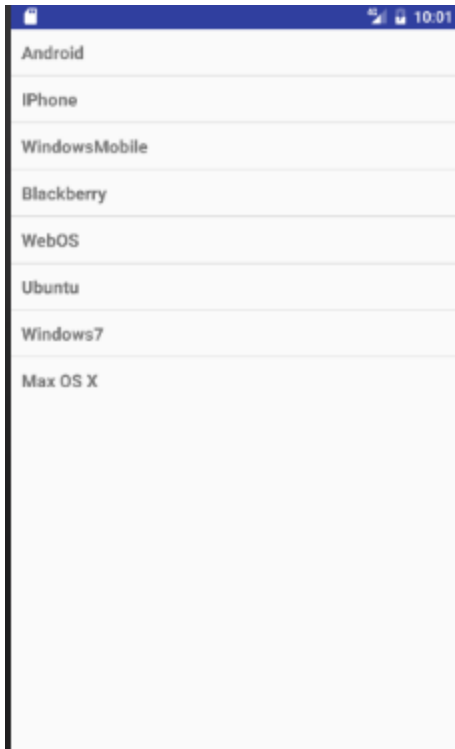 10:01
Android
IPhone
WindowsMobile
Blackberry
WebOS
Ubuntu
Windows7
Max OS X